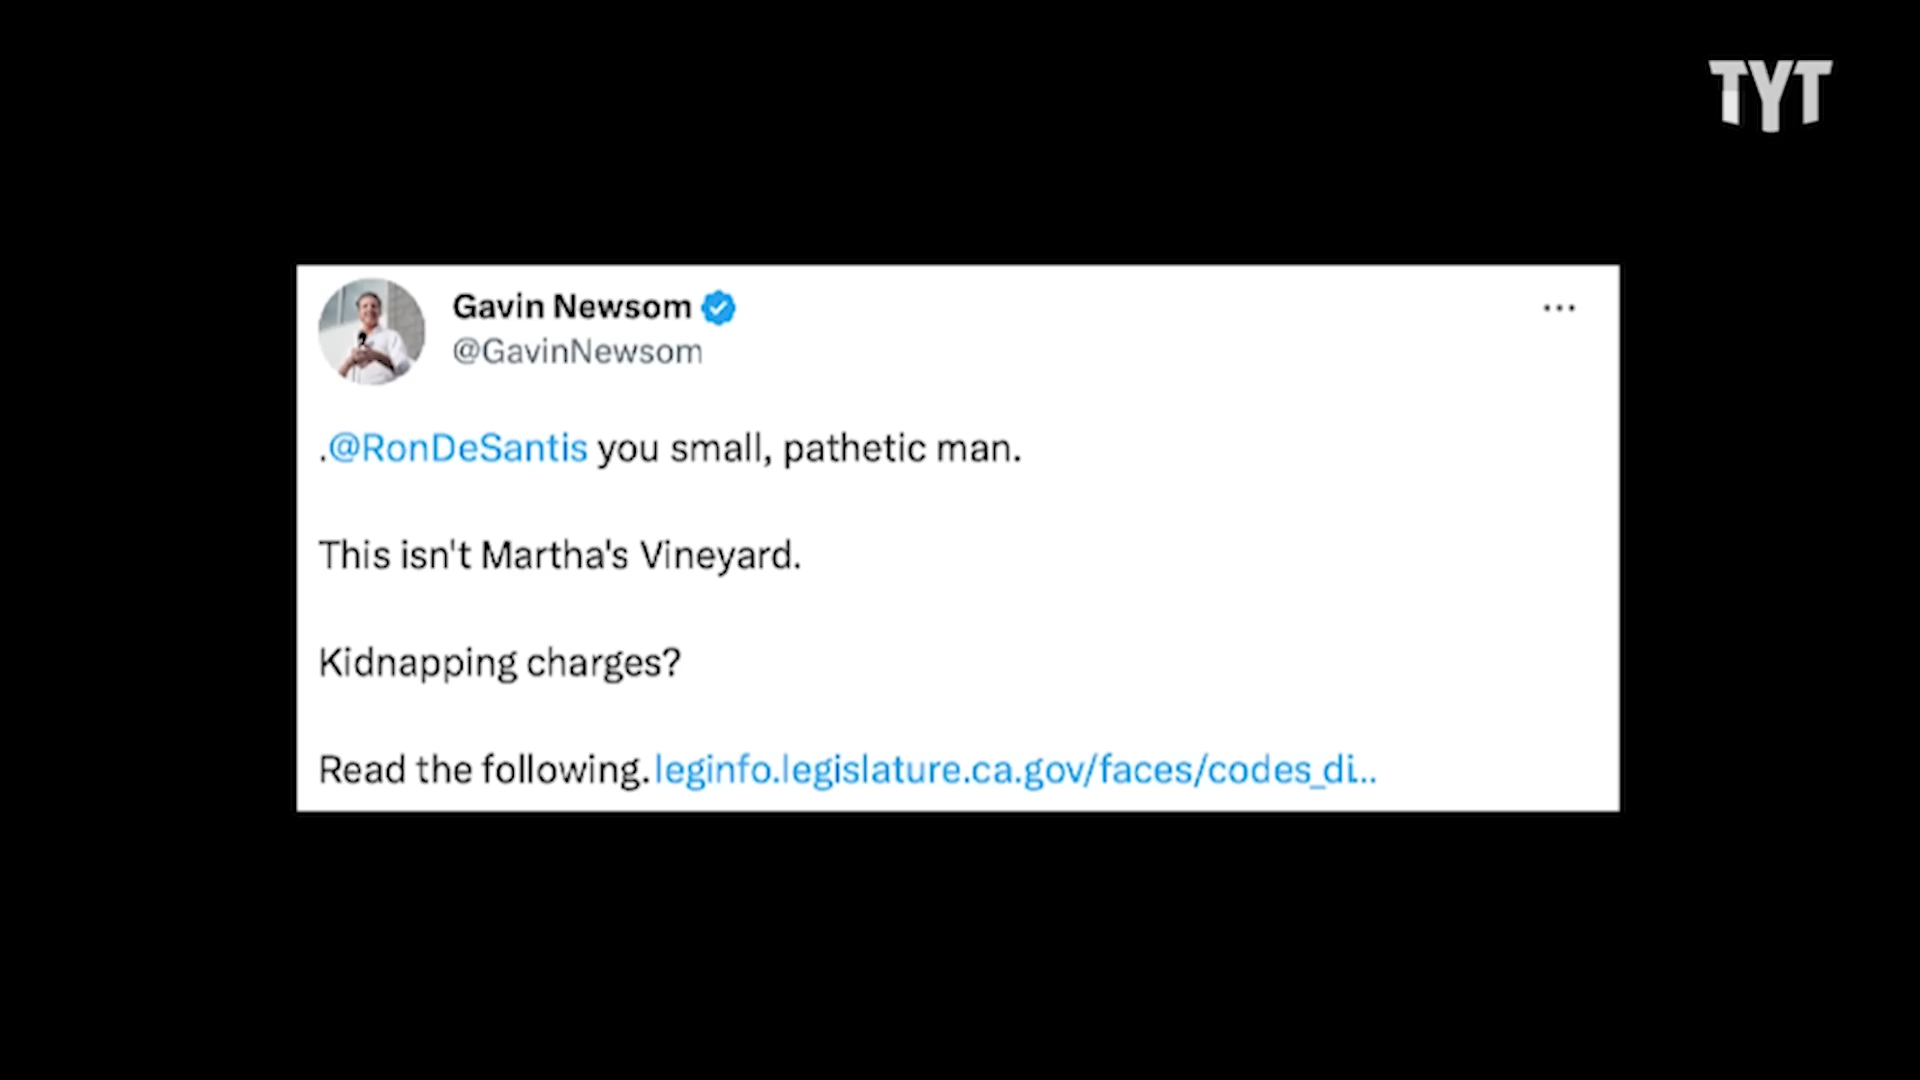 TYT
Gavin Newsom
@GavinNewsom
.@RonDeSantis you small, pathetic man.
This isn't Martha's Vineyard.
Kidnapping charges?
Read the following. leginfo.legislature.ca.gov/faces/codes_di...